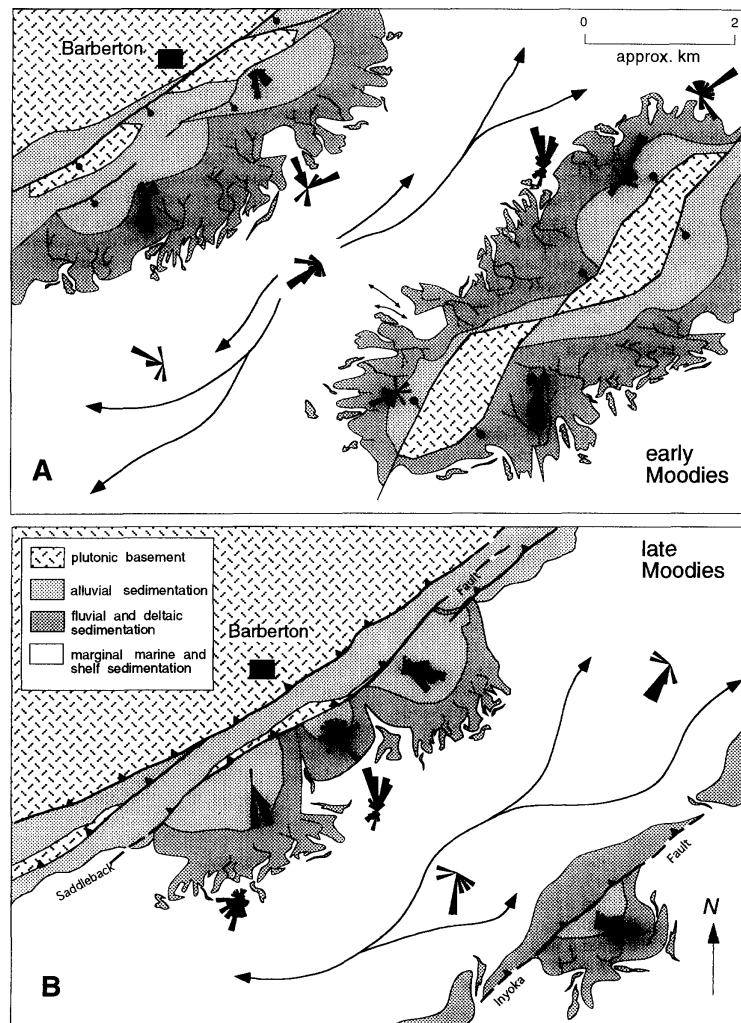 Barberton
0 2
approx. km
A
early
Moodies
plutonic basement
alluvial sedimentation
fluvial and deltaic
sedimentation
marginal marine and
shelf sedimentation
late
Moodies
Fault
Barberton
Saddleback
Fault
Inyoka
N
B